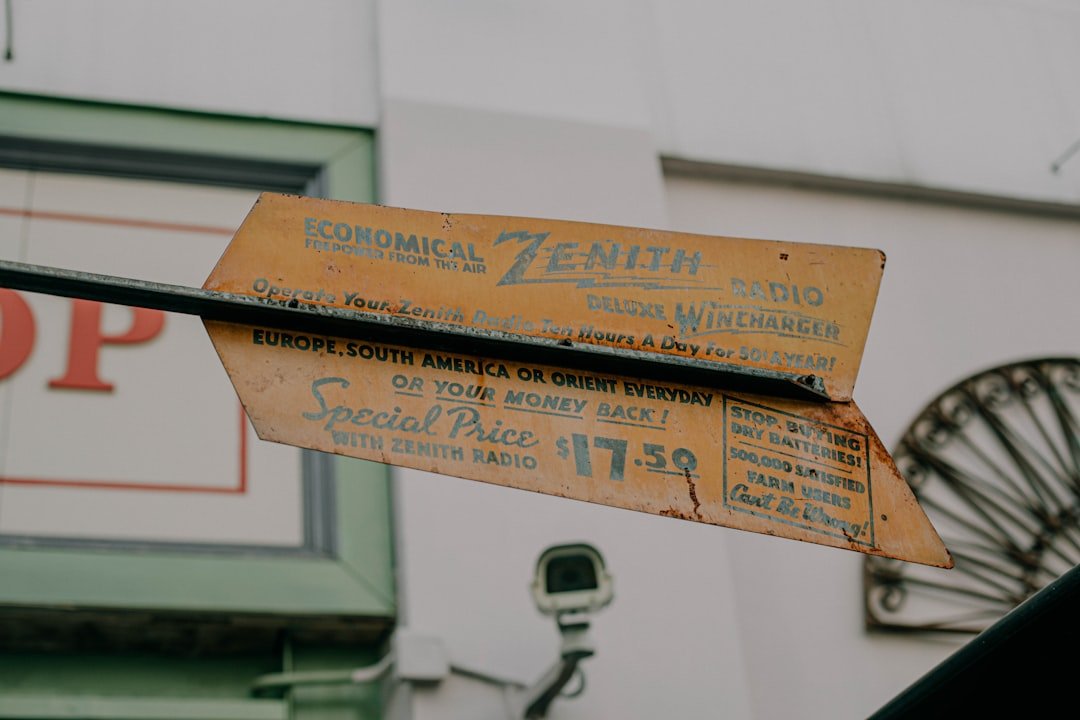 OP
ECONOMICAL
FREPOWER FROM THE AIR
ZENITH
RADIO
DELUXE WINCHARGER
Operate Your Zenith Radio Ten Hours A Day For 50¢ A YEAR!
EUROPE, SOUTH AMERICA OR ORIENT EVERYDAY
OR YOUR MONEY BACK!
Special Price
WITH ZENITH RADIO
$17.50
STOP BUYING
DRY BATTERIES!
500,000 SATISFIED
FARM USERS
Can't Be Wrong!